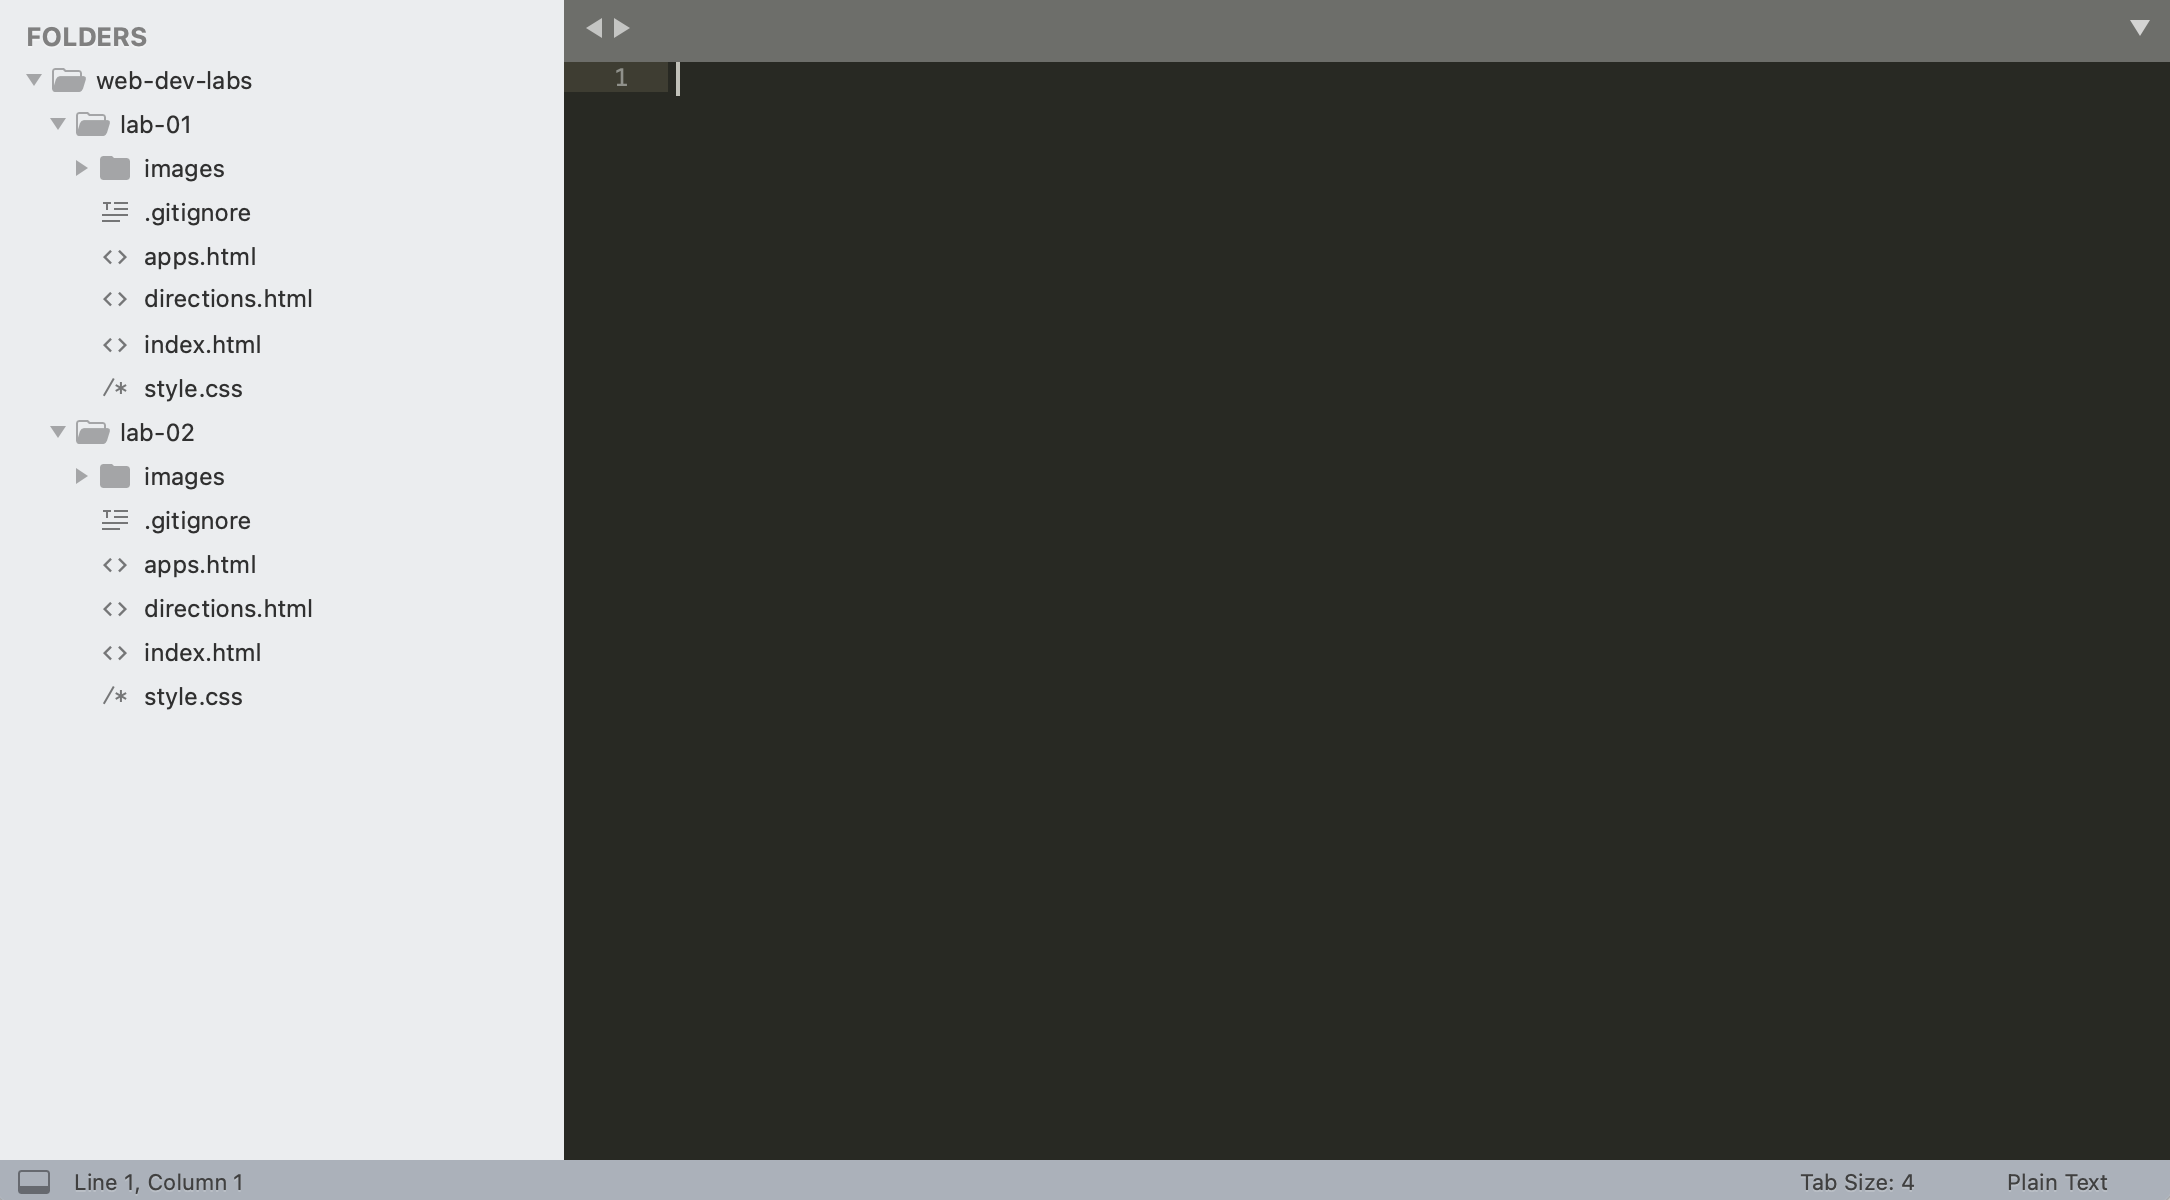 FOLDERS
web-dev-labs
lab-01
images
.gitignore
apps.html
directions.html
index.html
style.css
lab-02
images
.gitignore
apps.html
directions.html
index.html
style.css
1
Line 1, Column 1
Tab Size: 4
Plain Text